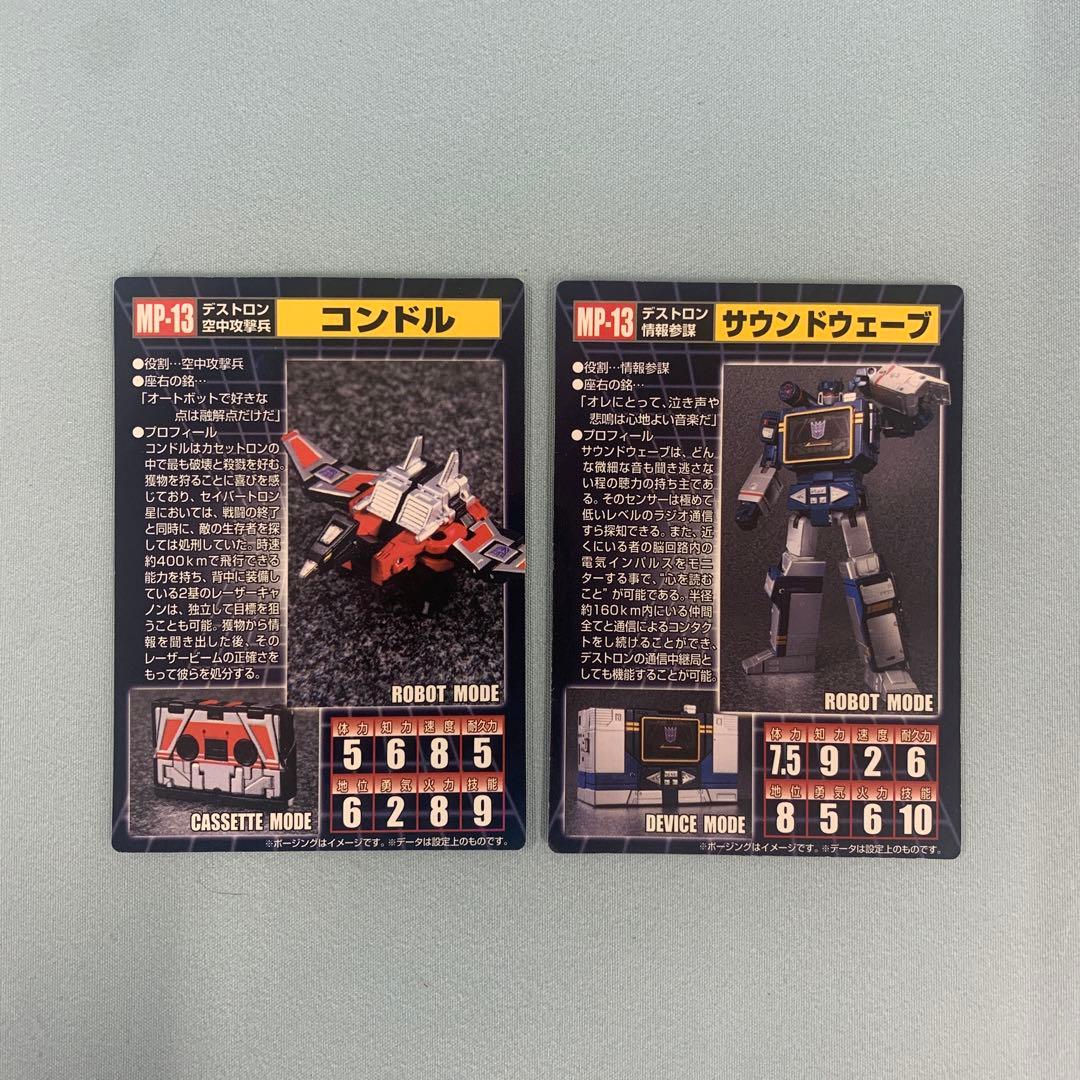 MP-13
デストロン
空中攻撃兵
コンドル
●役割…空中攻撃兵
●座右の銘…
「オートボットで好きな
点は融解点だけだ」
●プロフィール
コンドルはカセットロンの
中で最も破壊と殺戮を好む。
獲物を狩ることに喜びを感
じており、セイバートロン
星においては、戦闘の終了
と同時に、敵の生存者を探
しては処刑していた。時速
約400kmで飛行できる
能力を持ち、背中に装備し
ている2基のレーザーキャ
ノンは、独立して目標を狙
うことも可能。獲物から情
報を聞き出した後、その
レーザービームの正確さを
もって彼らを処分する。
ROBOT MODE
CASSETTE MODE
体力 知力 速度 耐久力
5 6 8 5
地位 勇気 火力 技能
6 2 8 9
※ポージングはイメージです。※データは設定上のものです。
MP-13
デストロン
情報参謀
サウンドウェーブ
●役割…情報参謀
●座右の銘…
「オレにとって、泣き声や
悲鳴は心地よい音楽だ」
●プロフィール
サウンドウェーブは、どん
な微細な音も聞き逃さな
い程の聴力の持ち主であ
る。そのセンサーは極めて
低いレベルのラジオ通信
すら探知できる。また、近
くにいる者の脳回路内の
電気インパルスをモニ
ターする事で、“心を読む
こと”が可能である。半径
約160km内にいる仲間
全てと通信によるコンタク
トをし続けることができ、
デストロンの通信中継局と
しても機能することが可能。
ROBOT MODE
DEVICE MODE
体力 知力 速度 耐久力
7.5 9 2 6
地位 勇気 火力 技能
8 5 6 10
※ポージングはイメージです。※データは設定上のものです。